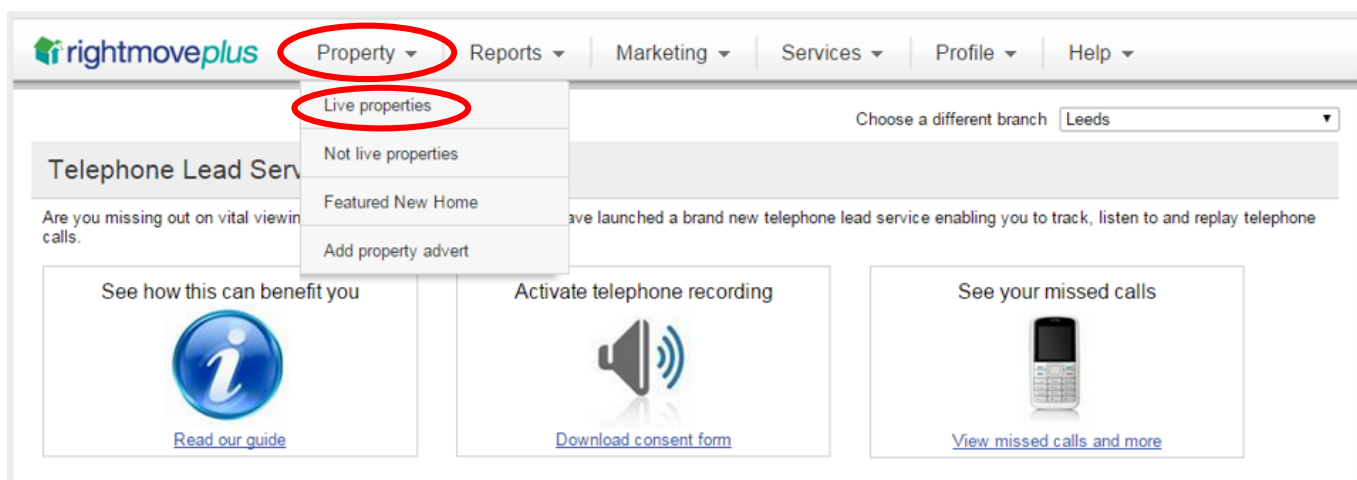 rightmoveplus Property Reports Marketing Services Profile Help
Live properties
Choose a different branch Leeds
Not live properties
Telephone Lead Serv
Featured New Home
Are you missing out on vital viewin ave launched a brand new telephone lead service enabling you to track, listen to and replay telephone
calls.
Add property advert
See how this can benefit you
Read our guide
Activate telephone recording
Download consent form
See your missed calls
View missed calls and more